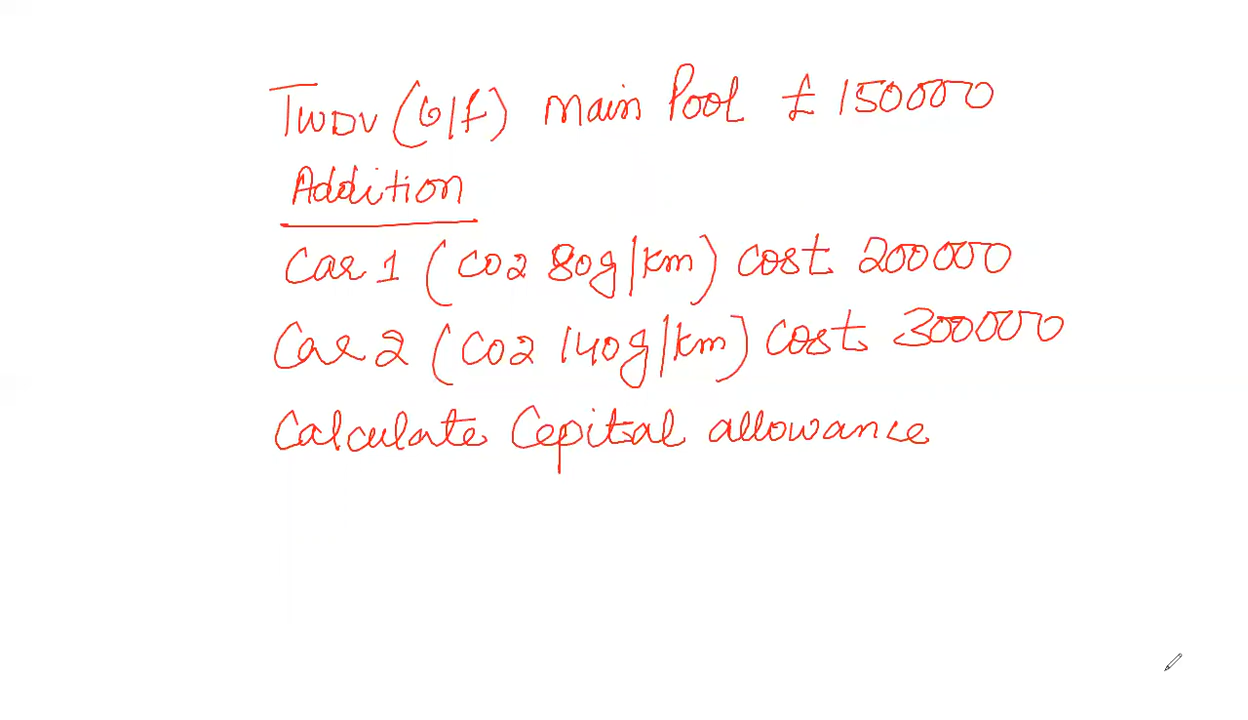 TWDV (b/f) Main Pool £ 150000
Addition
Car 1 (CO2 80g/km) cost 200000
Car 2 (CO2 140g/km) cost 300000
Calculate Cepital allowance